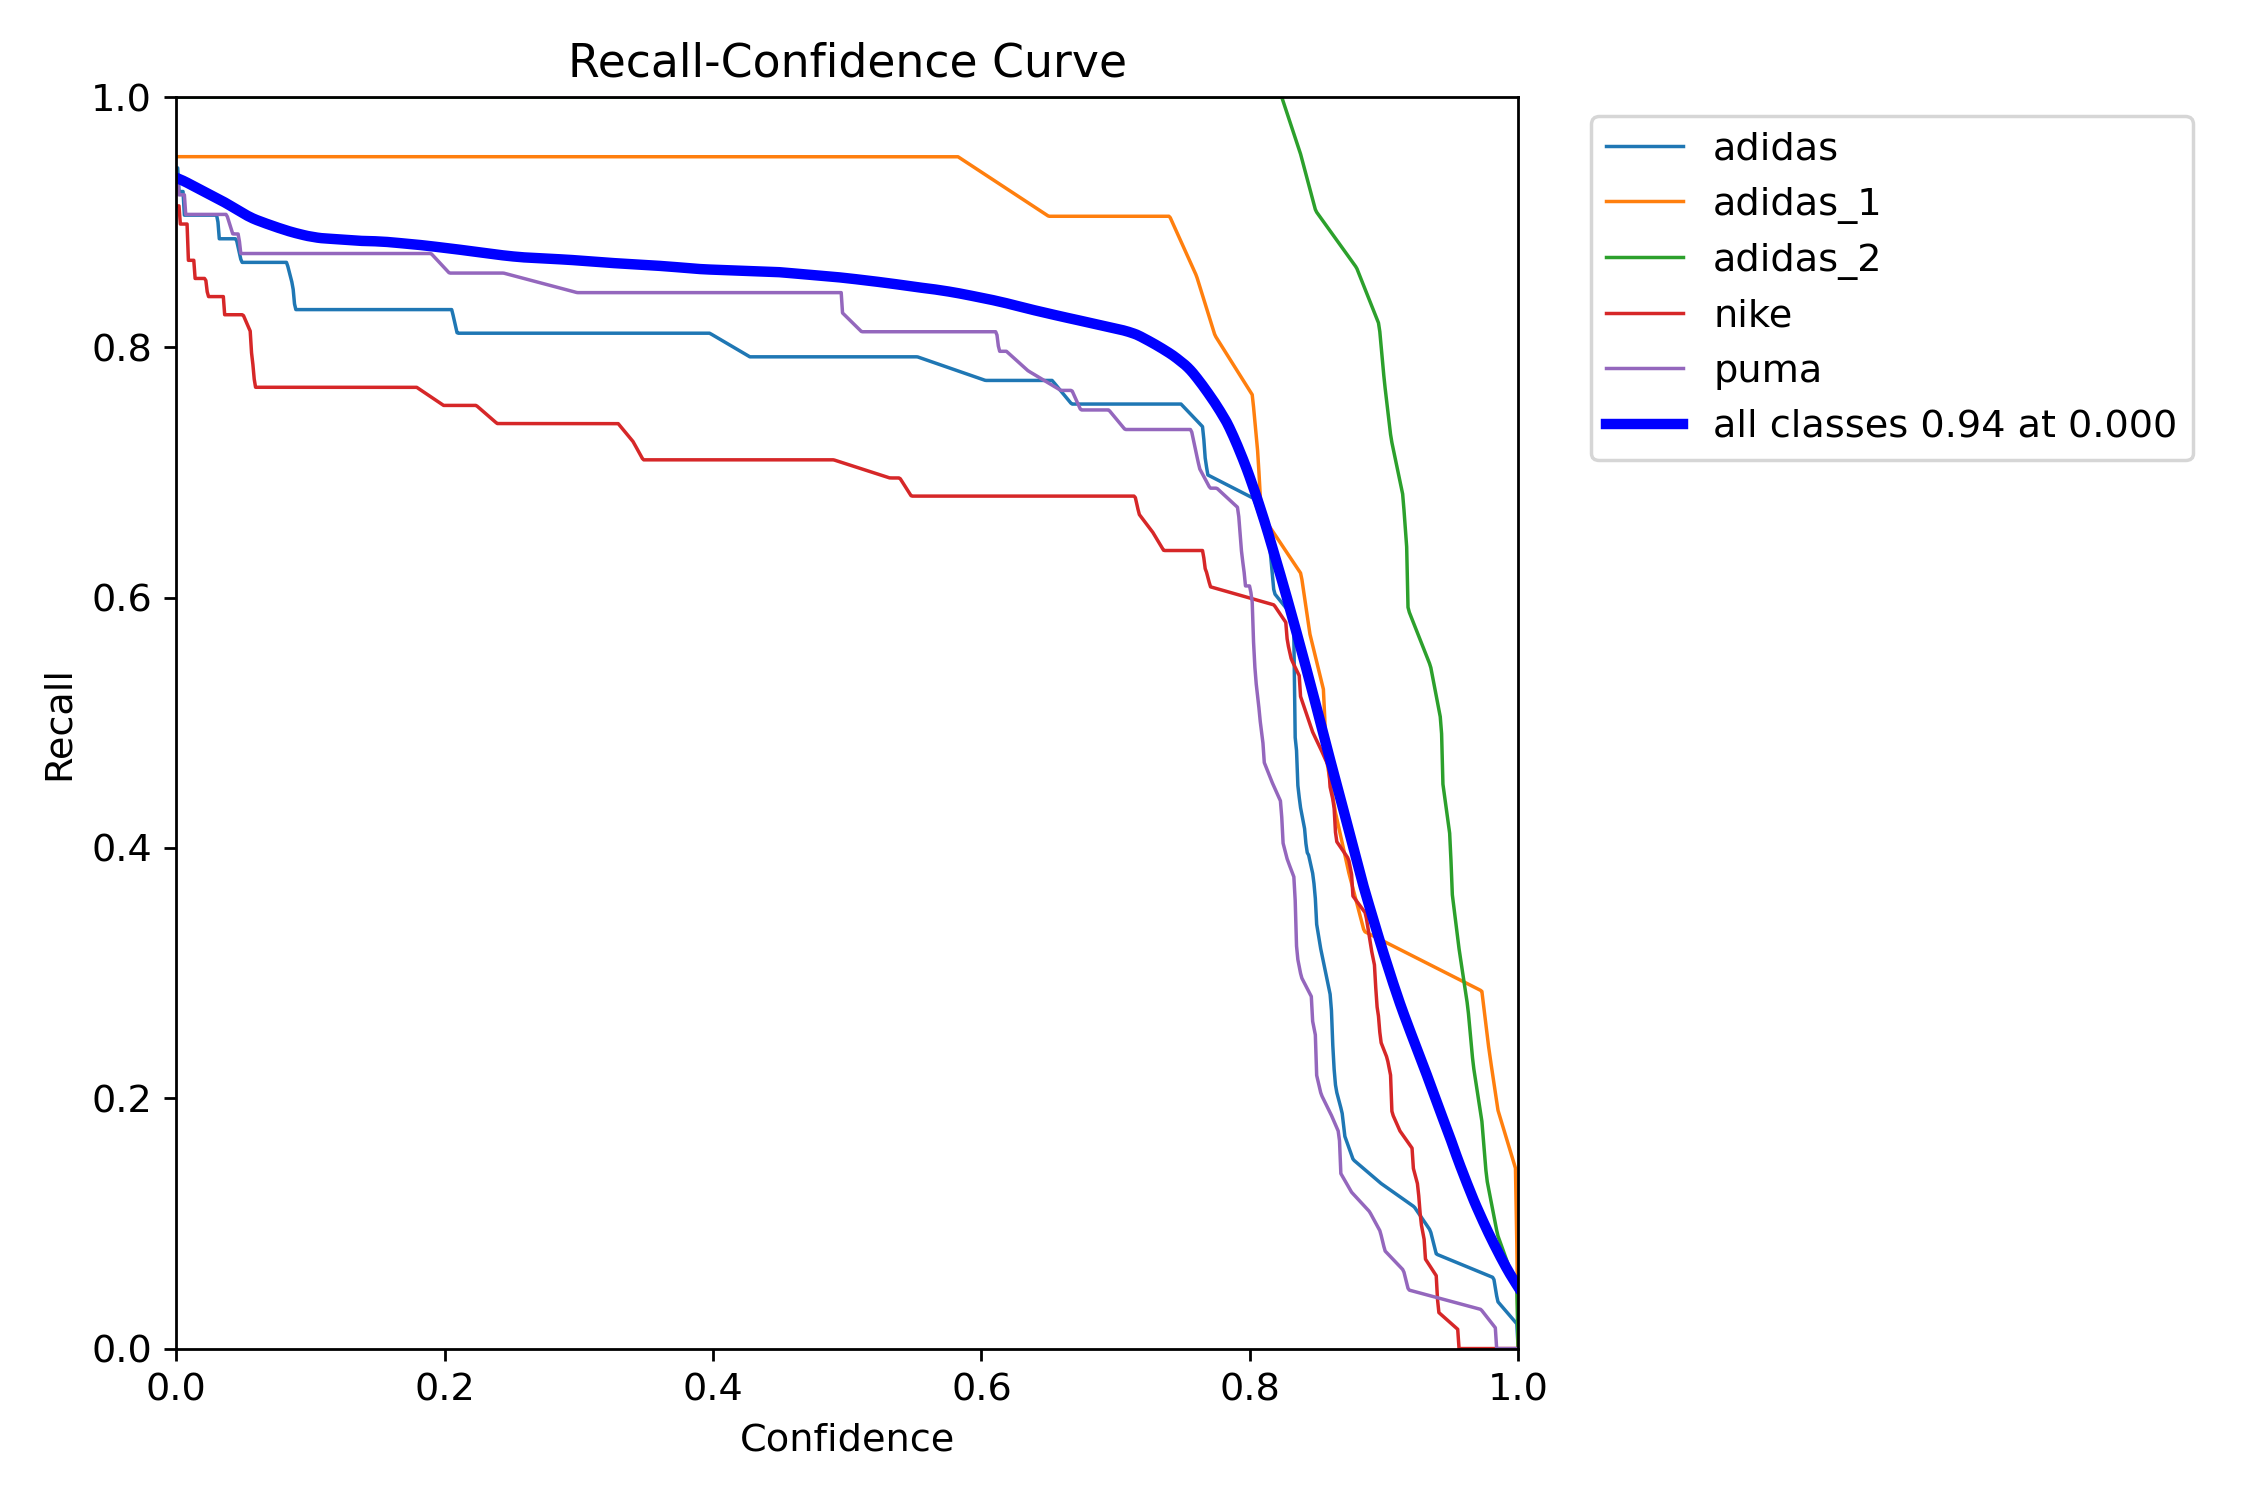 Recall-Confidence Curve
1.0
0.8
0.6
0.4
0.2
0.0
Recall
0.0 0.2 0.4 0.6 0.8 1.0
Confidence
adidas
adidas_1
adidas_2
nike
puma
all classes 0.94 at 0.000